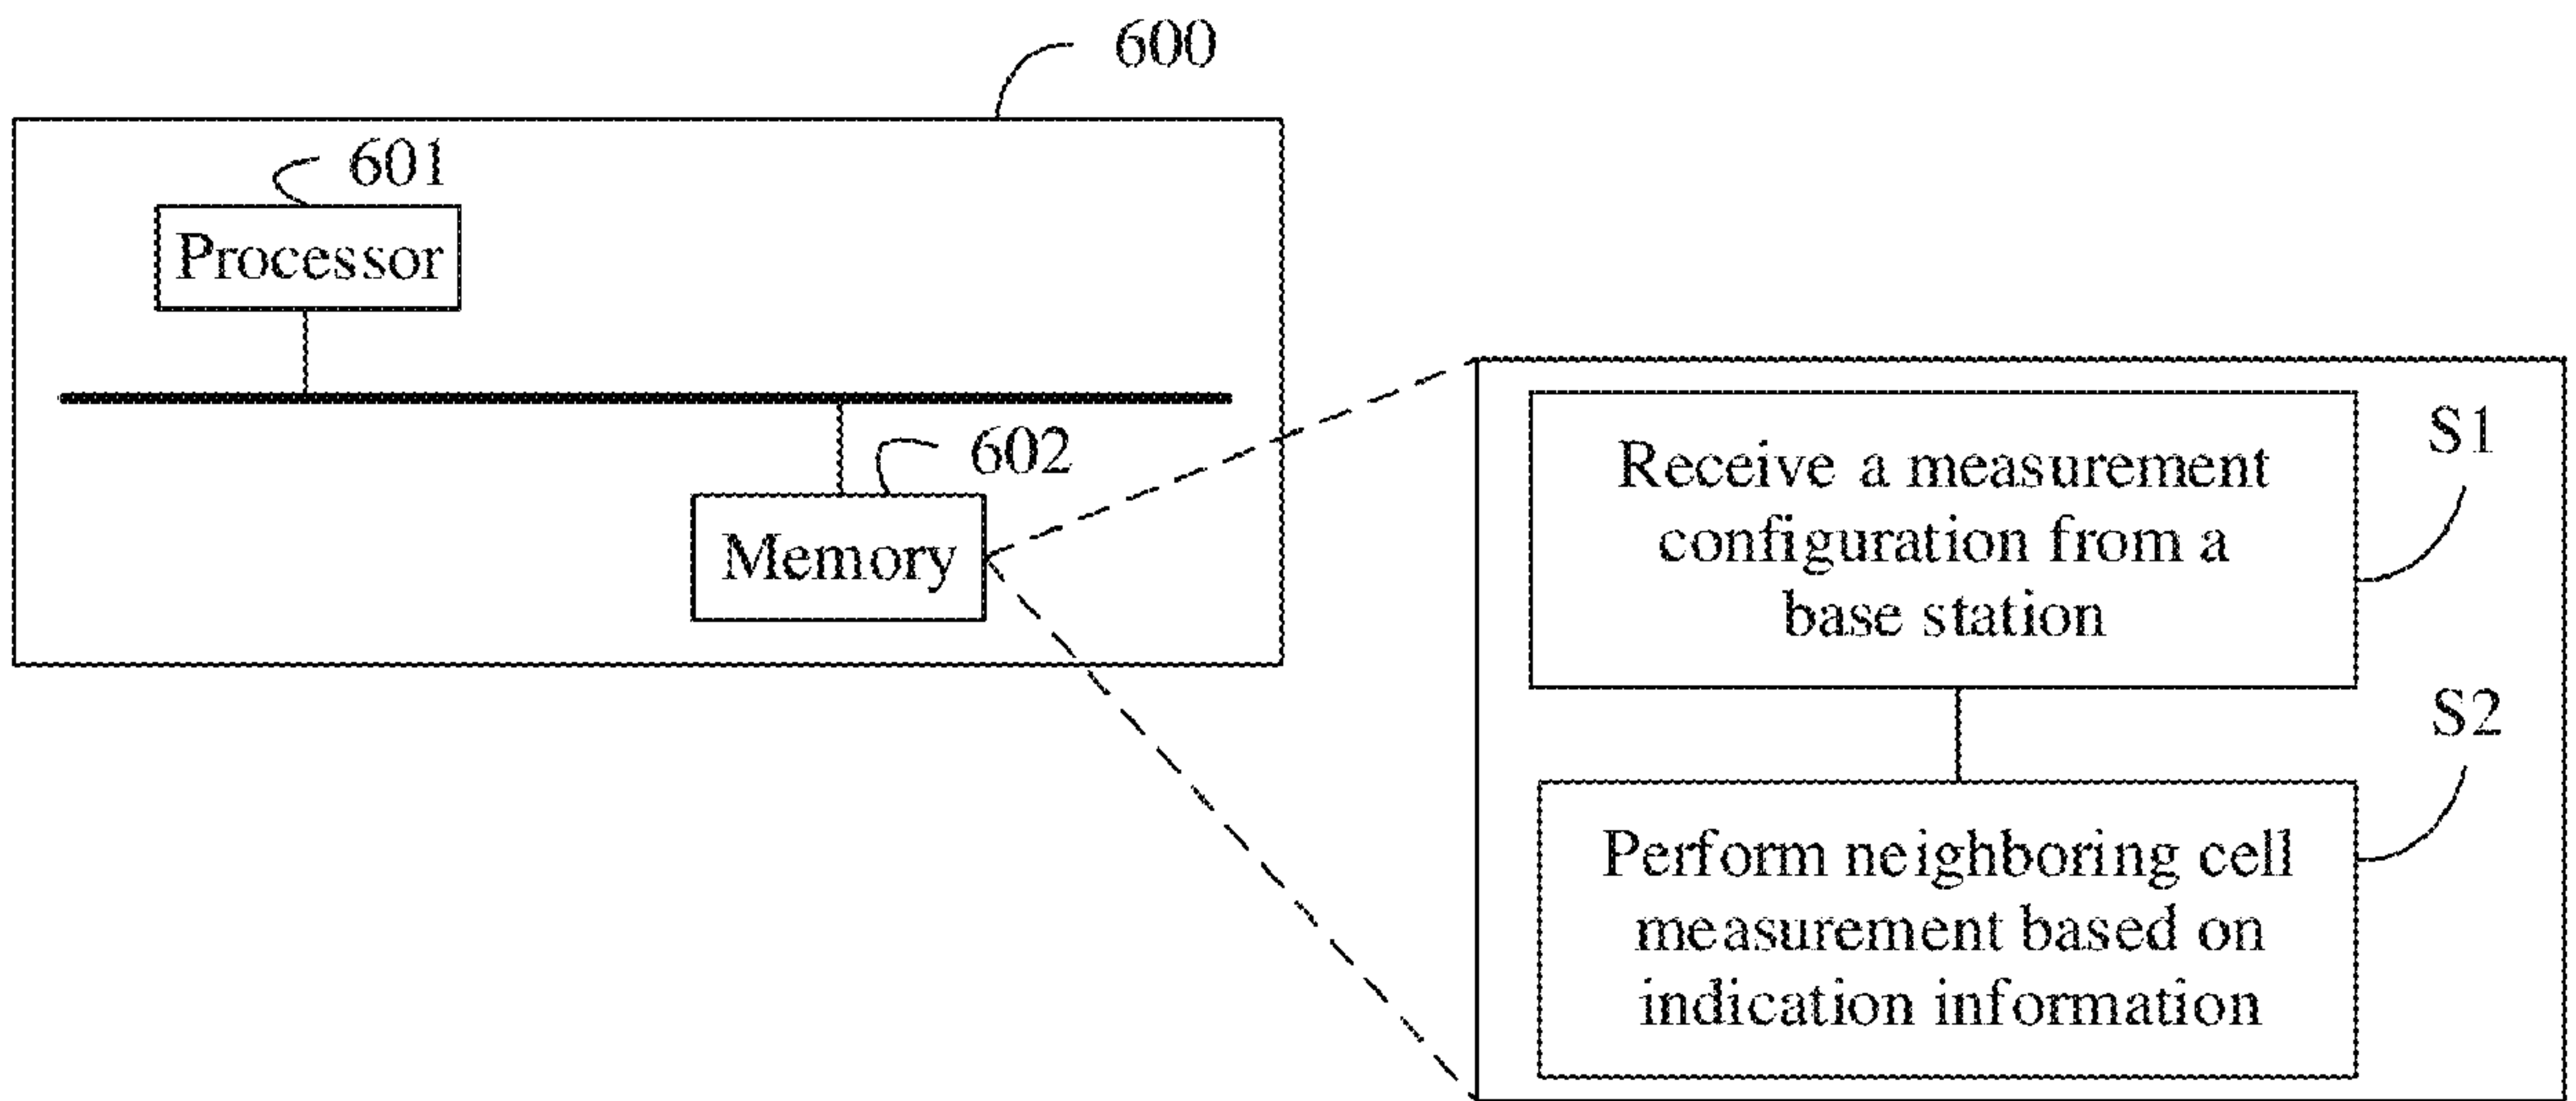 600
601
Processor
602
Memory
Receive a measurement
configuration from a
base station
S1
Perform neighboring cell
measurement based on
indication information
S2